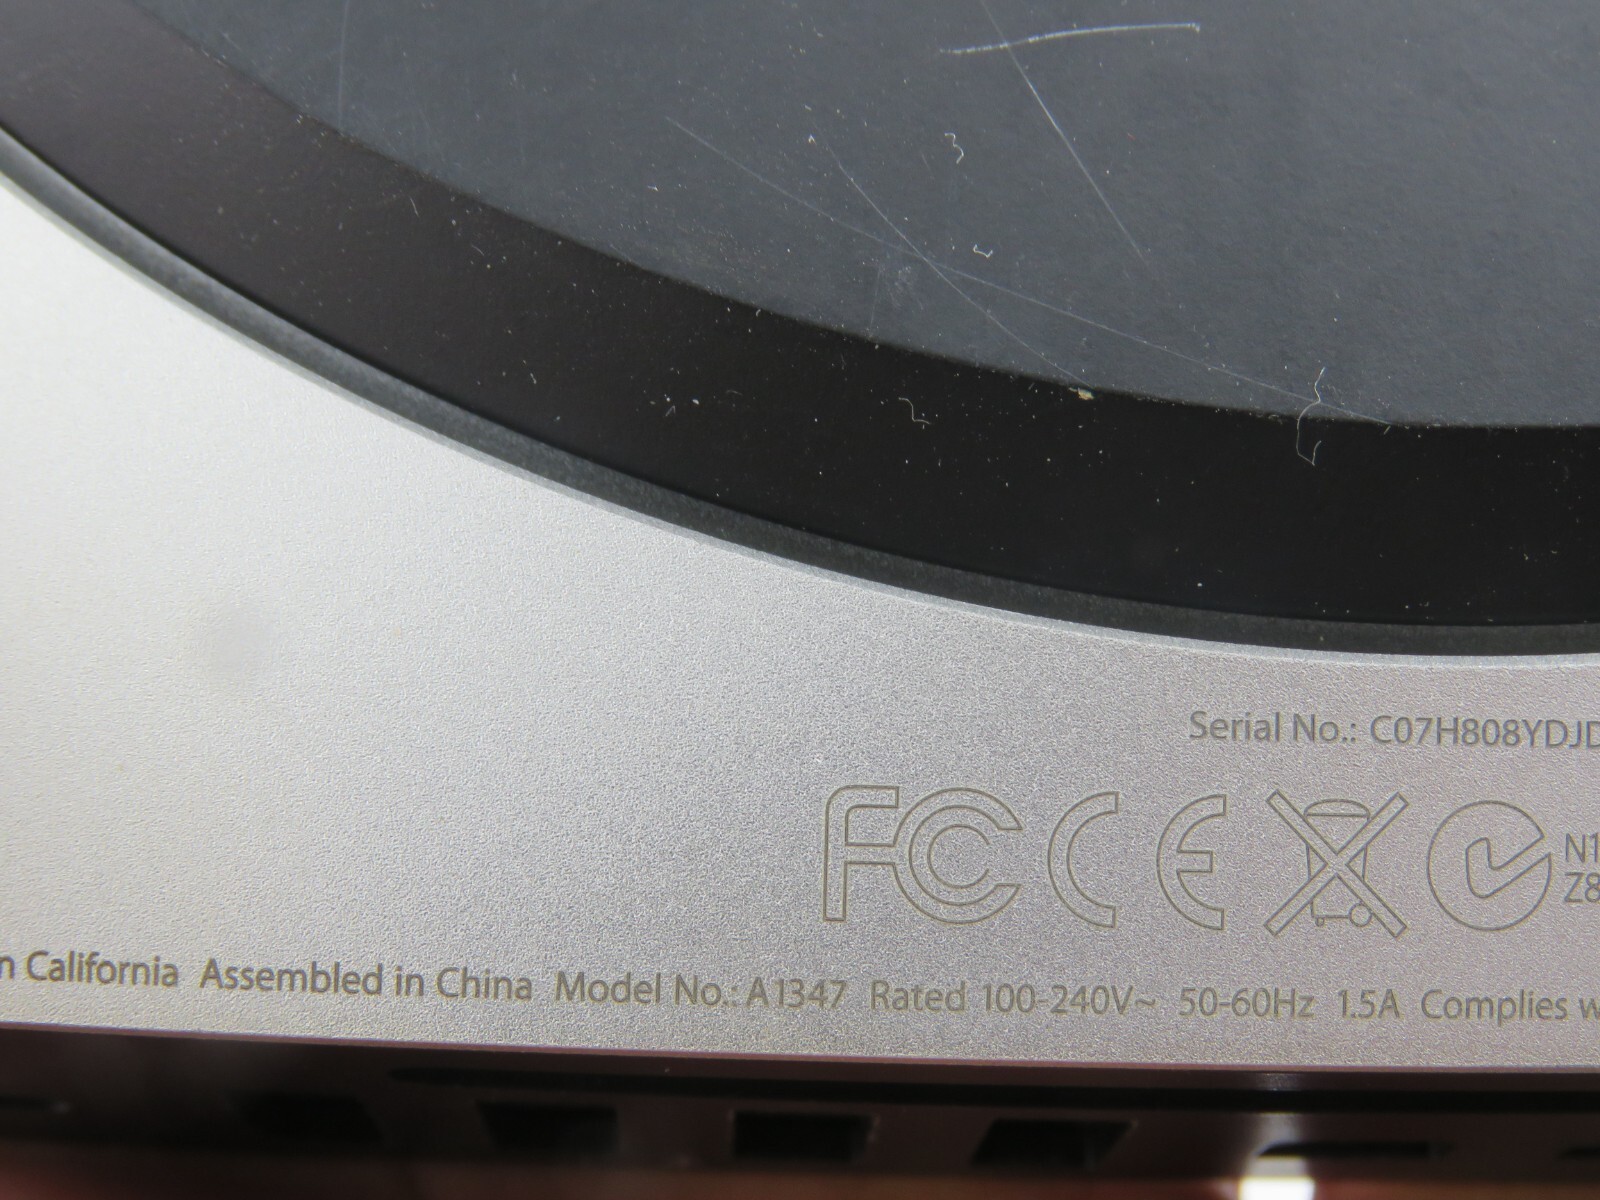 Serial No.: C07H808YDJD
FC CE N1
Z8
n California Assembled in China Model No.: A1347 Rated 100-240V~ 50-60Hz 1.5A Complies w